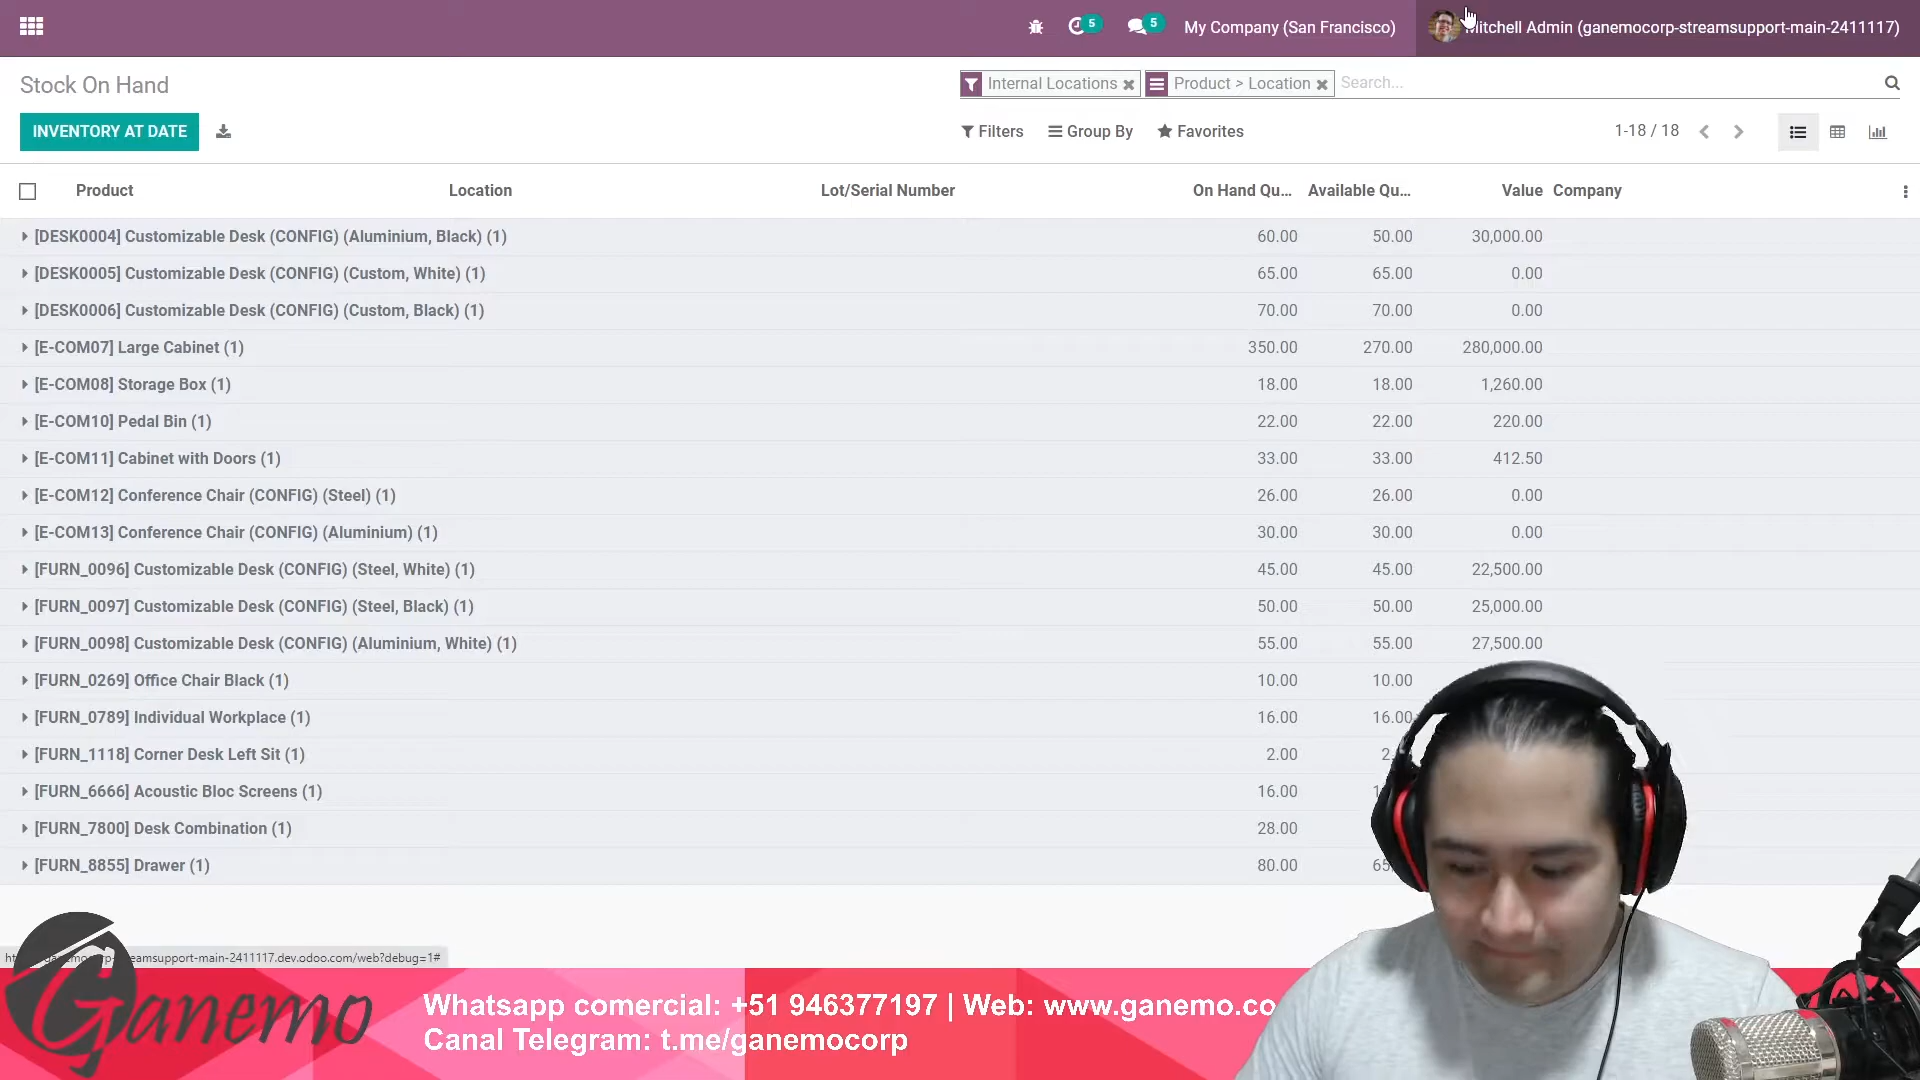 5
5
My Company (San Francisco)
Mitchell Admin (ganemocorp-streamsupport-main-2411117)
Stock On Hand
Internal Locations
Product > Location
Search...
INVENTORY AT DATE
Filters
Group By
Favorites
1-18 / 18
Product Location Lot/Serial Number On Hand Qu... Available Qu... Value Company
[DESK0004] Customizable Desk (CONFIG) (Aluminium, Black) (1) 60.00 50.00 30,000.00
[DESK0005] Customizable Desk (CONFIG) (Custom, White) (1) 65.00 65.00 0.00
[DESK0006] Customizable Desk (CONFIG) (Custom, Black) (1) 70.00 70.00 0.00
[E-COM07] Large Cabinet (1) 350.00 270.00 280,000.00
[E-COM08] Storage Box (1) 18.00 18.00 1,260.00
[E-COM10] Pedal Bin (1) 22.00 22.00 220.00
[E-COM11] Cabinet with Doors (1) 33.00 33.00 412.50
[E-COM12] Conference Chair (CONFIG) (Steel) (1) 26.00 26.00 0.00
[E-COM13] Conference Chair (CONFIG) (Aluminium) (1) 30.00 30.00 0.00
[FURN_0096] Customizable Desk (CONFIG) (Steel, White) (1) 45.00 45.00 22,500.00
[FURN_0097] Customizable Desk (CONFIG) (Steel, Black) (1) 50.00 50.00 25,000.00
[FURN_0098] Customizable Desk (CONFIG) (Aluminium, White) (1) 55.00 55.00 27,500.00
[FURN_0269] Office Chair Black (1) 10.00 10.00
[FURN_0789] Individual Workplace (1) 16.00 16.00
[FURN_1118] Corner Desk Left Sit (1) 2.00
[FURN_6666] Acoustic Bloc Screens (1) 16.00
[FURN_7800] Desk Combination (1) 28.00
[FURN_8855] Drawer (1) 80.00
streamsupport-main-2411117.dev.odoo.com/web?debug=1#
Ganemo
Whatsapp comercial: +51 946377197 | Web: www.ganemo.co
Canal Telegram: t.me/ganemocorp